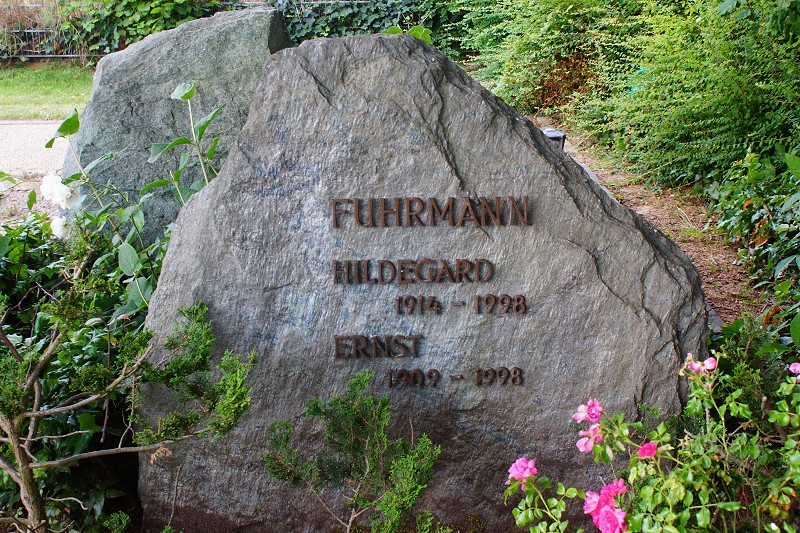 FUHRMANN
HILDEGARD
1914 - 1998
ERNST
1909 - 1998